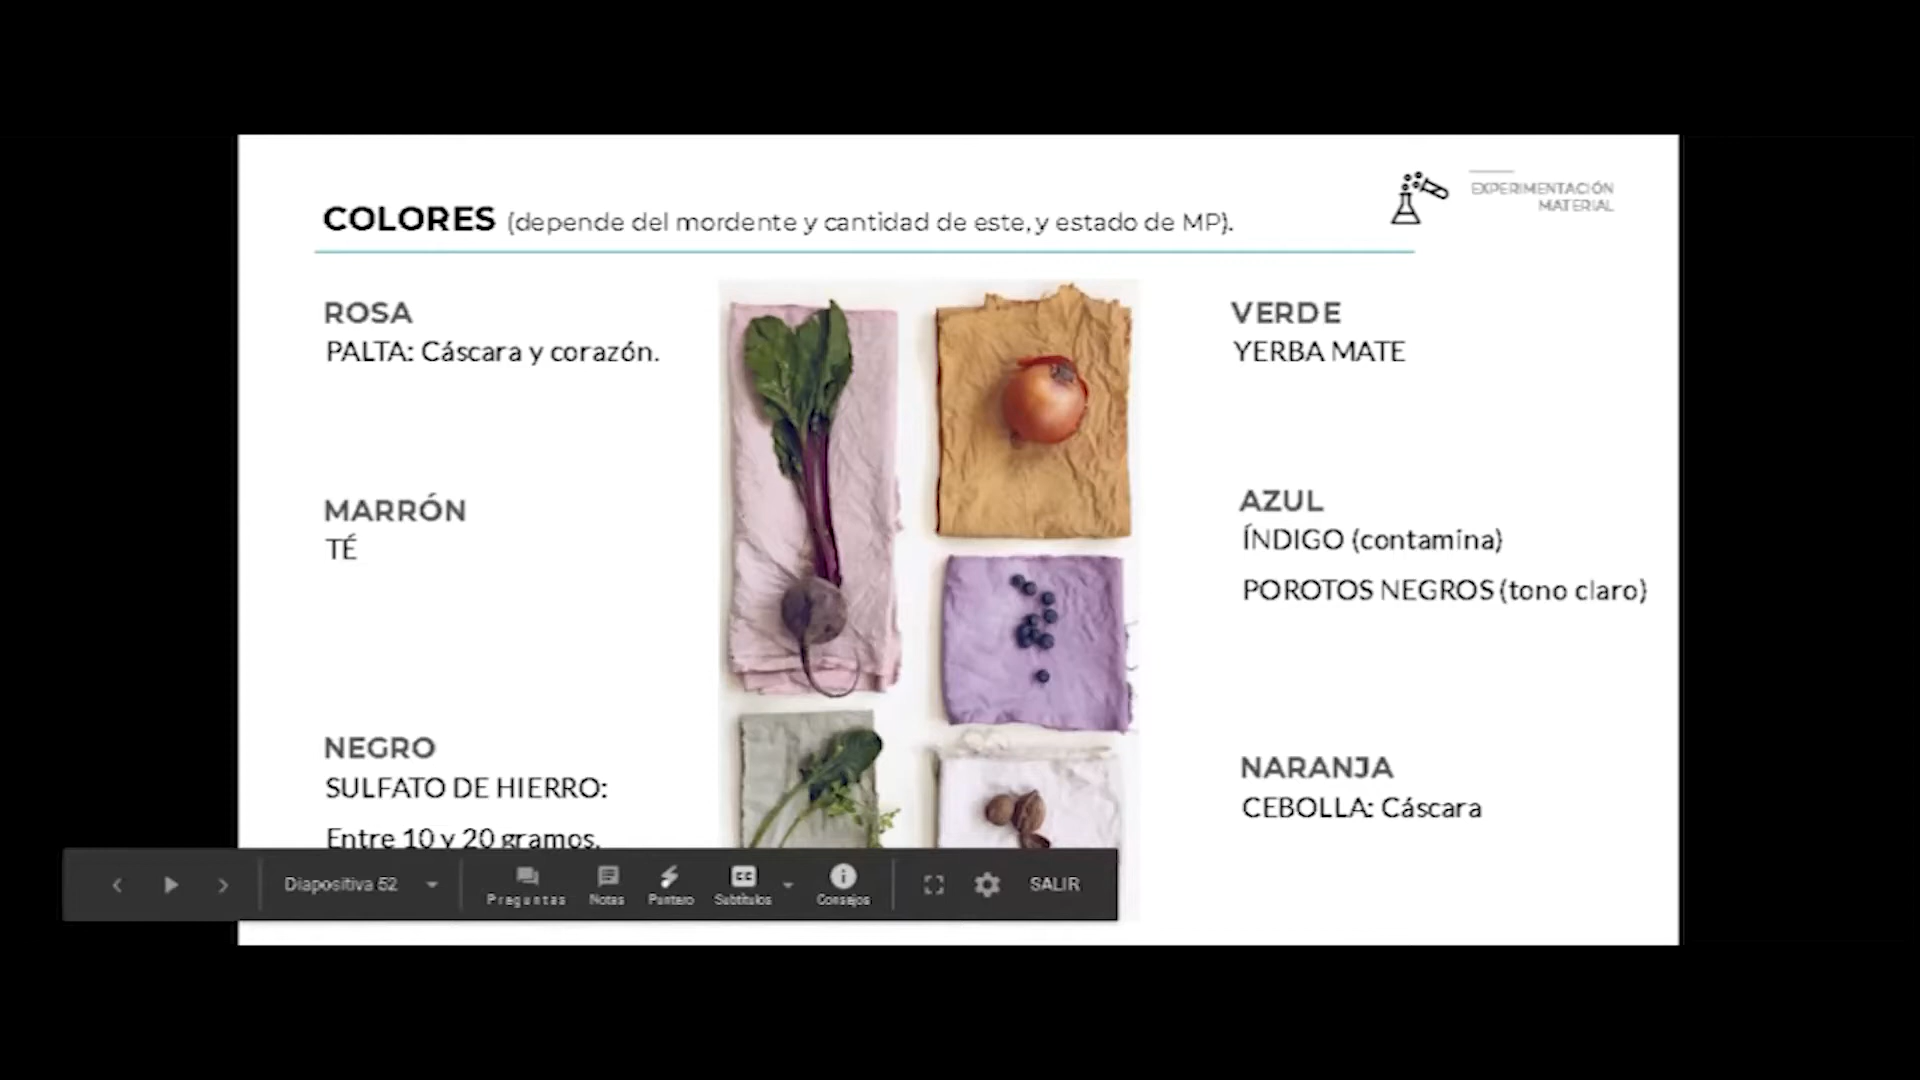 COLORES (depende del mordente y cantidad de este, y estado de MP).
EXPERIMENTACIÓN
MATERIAL
ROSA
PALTA: Cáscara y corazón.
MARRÓN
TÉ
NEGRO
SULFATO DE HIERRO:
Entre 10 y 20 gramos.
VERDE
YERBA MATE
AZUL
ÍNDIGO (contamina)
POROTOS NEGROS (tono claro)
NARANJA
CEBOLLA: Cáscara
Diapositiva 52
Preguntas
Notas
Puntero
Subtítulos
Consejos
SALIR